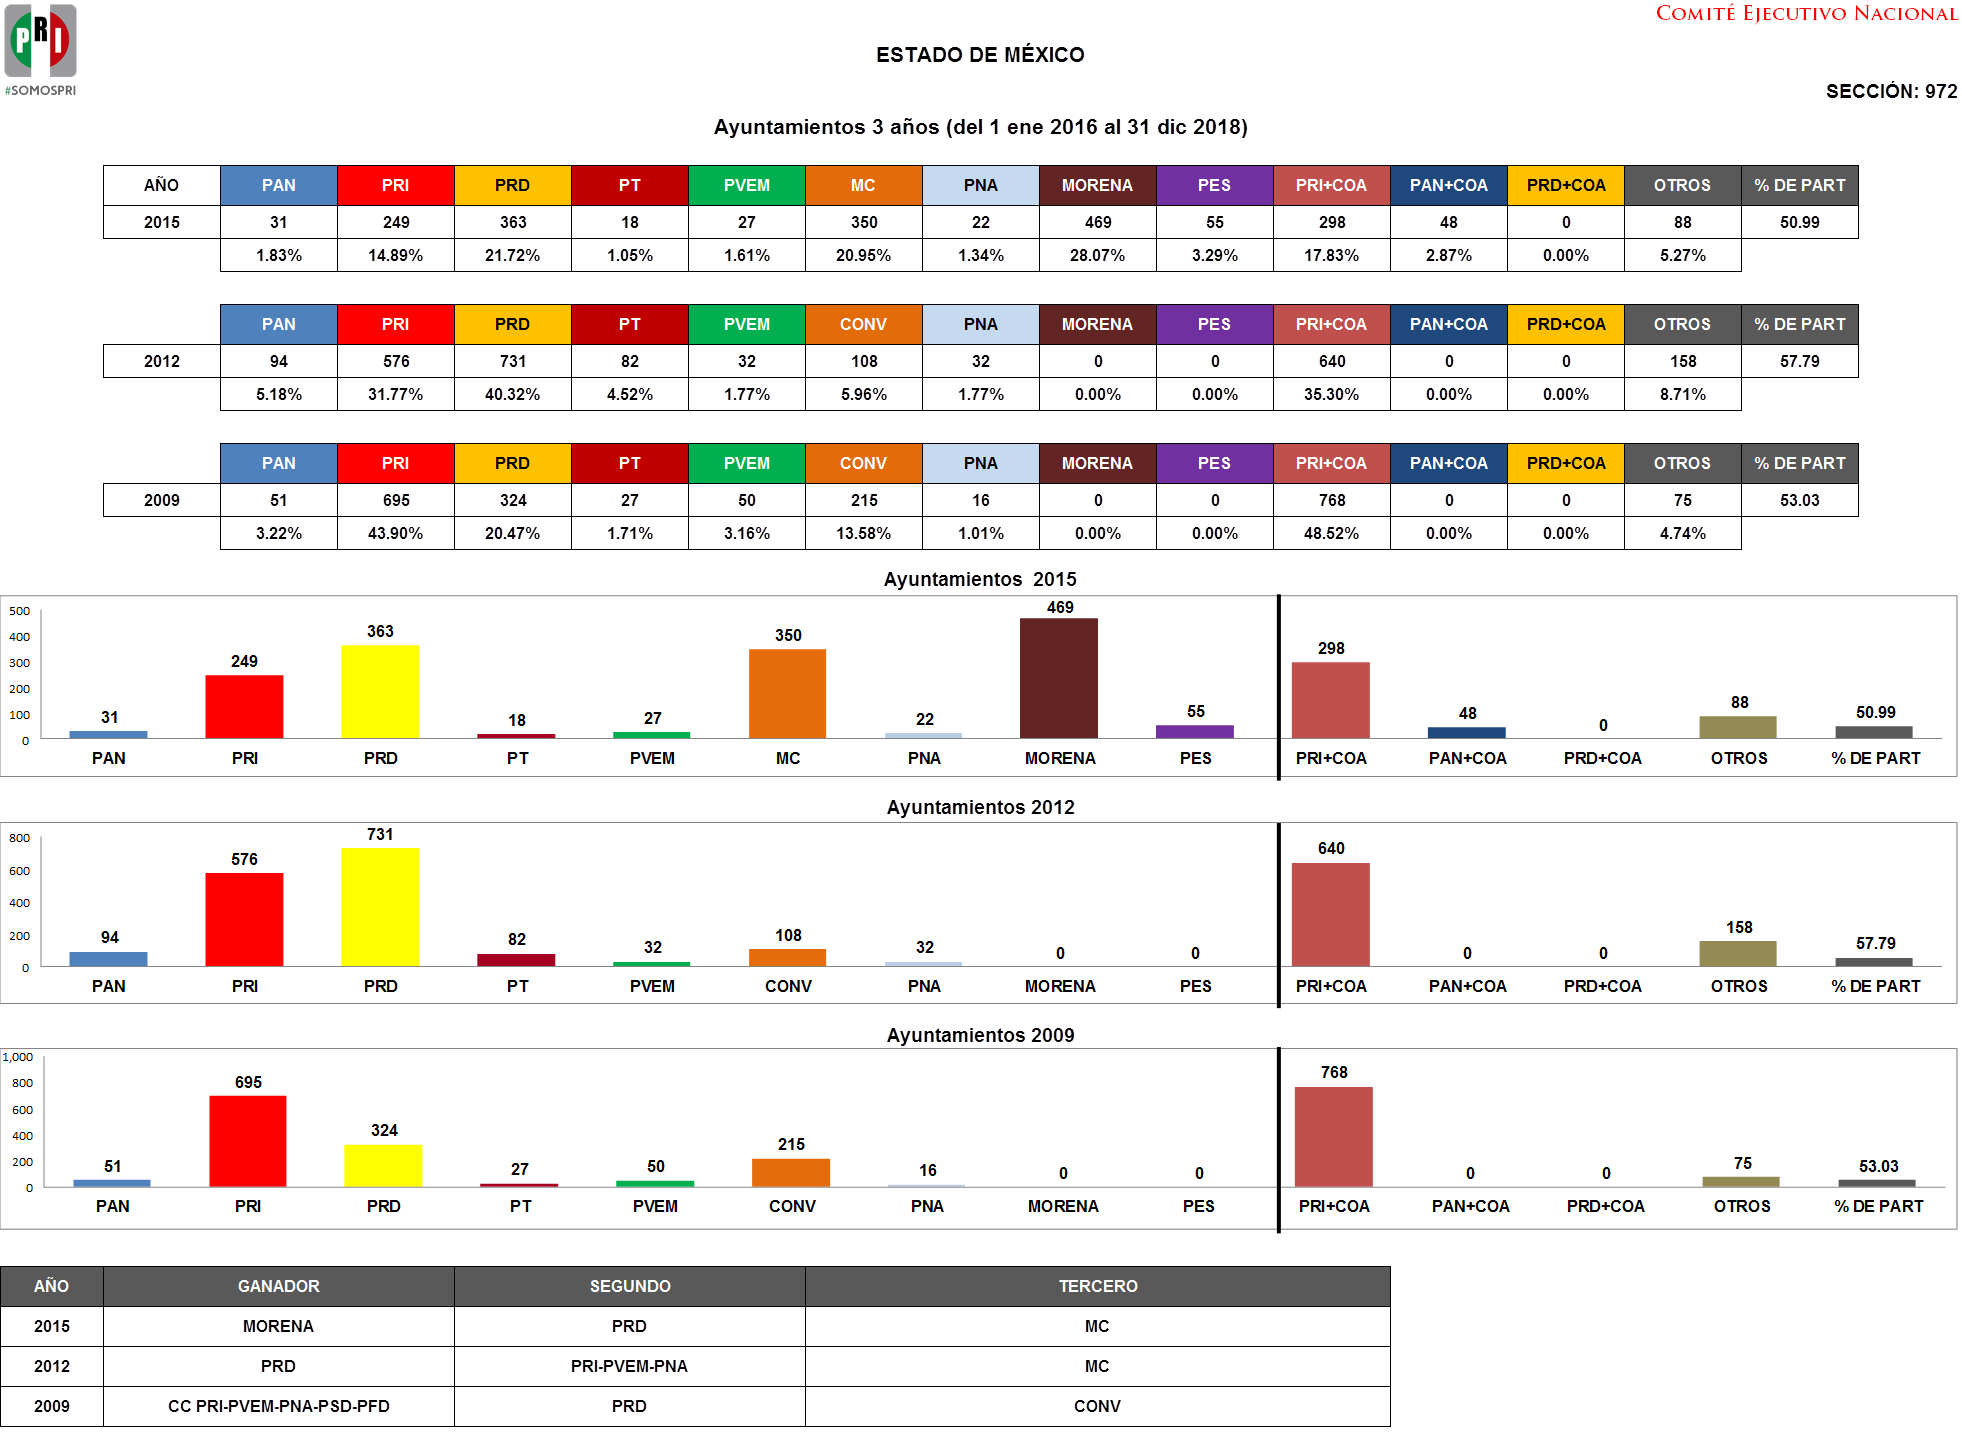 PRI
#SOMOSPRI
COMITÉ EJECUTIVO NACIONAL
ESTADO DE MÉXICO
SECCIÓN: 972
Ayuntamientos 3 años (del 1 ene 2016 al 31 dic 2018)
AÑO PAN PRI PRD PT PVEM MC PNA MORENA PES PRI+COA PAN+COA PRD+COA OTROS % DE PART
2015 31 249 363 18 27 350 22 469 55 298 48 0 88 50.99
1.83% 14.89% 21.72% 1.05% 1.61% 20.95% 1.34% 28.07% 3.29% 17.83% 2.87% 0.00% 5.27%
PAN PRI PRD PT PVEM CONV PNA MORENA PES PRI+COA PAN+COA PRD+COA OTROS % DE PART
2012 94 576 731 82 32 108 32 0 0 640 0 0 158 57.79
5.18% 31.77% 40.32% 4.52% 1.77% 5.96% 1.77% 0.00% 0.00% 35.30% 0.00% 0.00% 8.71%
PAN PRI PRD PT PVEM CONV PNA MORENA PES PRI+COA PAN+COA PRD+COA OTROS % DE PART
2009 51 695 324 27 50 215 16 0 0 768 0 0 75 53.03
3.22% 43.90% 20.47% 1.71% 3.16% 13.58% 1.01% 0.00% 0.00% 48.52% 0.00% 0.00% 4.74%
Ayuntamientos 2015
500
400
300
200
100
0
31 249 363 18 27 350 22 469 55 298 48 0 88 50.99
PAN PRI PRD PT PVEM MC PNA MORENA PES PRI+COA PAN+COA PRD+COA OTROS % DE PART
Ayuntamientos 2012
800
600
400
200
0
94 576 731 82 32 108 32 0 0 640 0 0 158 57.79
PAN PRI PRD PT PVEM CONV PNA MORENA PES PRI+COA PAN+COA PRD+COA OTROS % DE PART
Ayuntamientos 2009
1,000
800
600
400
200
0
51 695 324 27 50 215 16 0 0 768 0 0 75 53.03
PAN PRI PRD PT PVEM CONV PNA MORENA PES PRI+COA PAN+COA PRD+COA OTROS % DE PART
AÑO GANADOR SEGUNDO TERCERO
2015 MORENA PRD MC
2012 PRD PRI-PVEM-PNA MC
2009 CC PRI-PVEM-PNA-PSD-PFD PRD CONV